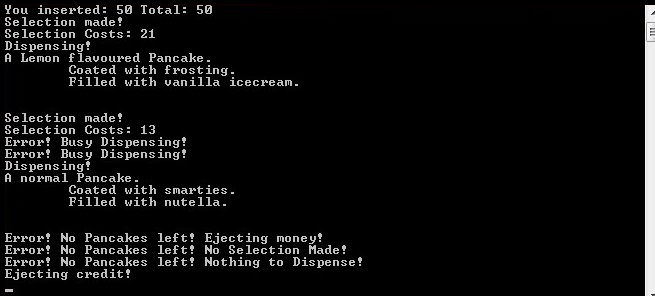 You inserted: 50 Total: 50
Selection made!
Selection Costs: 21
Dispensing!
A Lemon flavoured Pancake.
Coated with frosting.
Filled with vanilla icecream.
Selection made!
Selection Costs: 13
Error! Busy Dispensing!
Error! Busy Dispensing!
Dispensing!
A normal Pancake.
Coated with smarties.
Filled with nutella.
Error! No Pancakes left! Ejecting money!
Error! No Pancakes left! No Selection Made!
Error! No Pancakes left! Nothing to Dispense!
Ejecting credit!